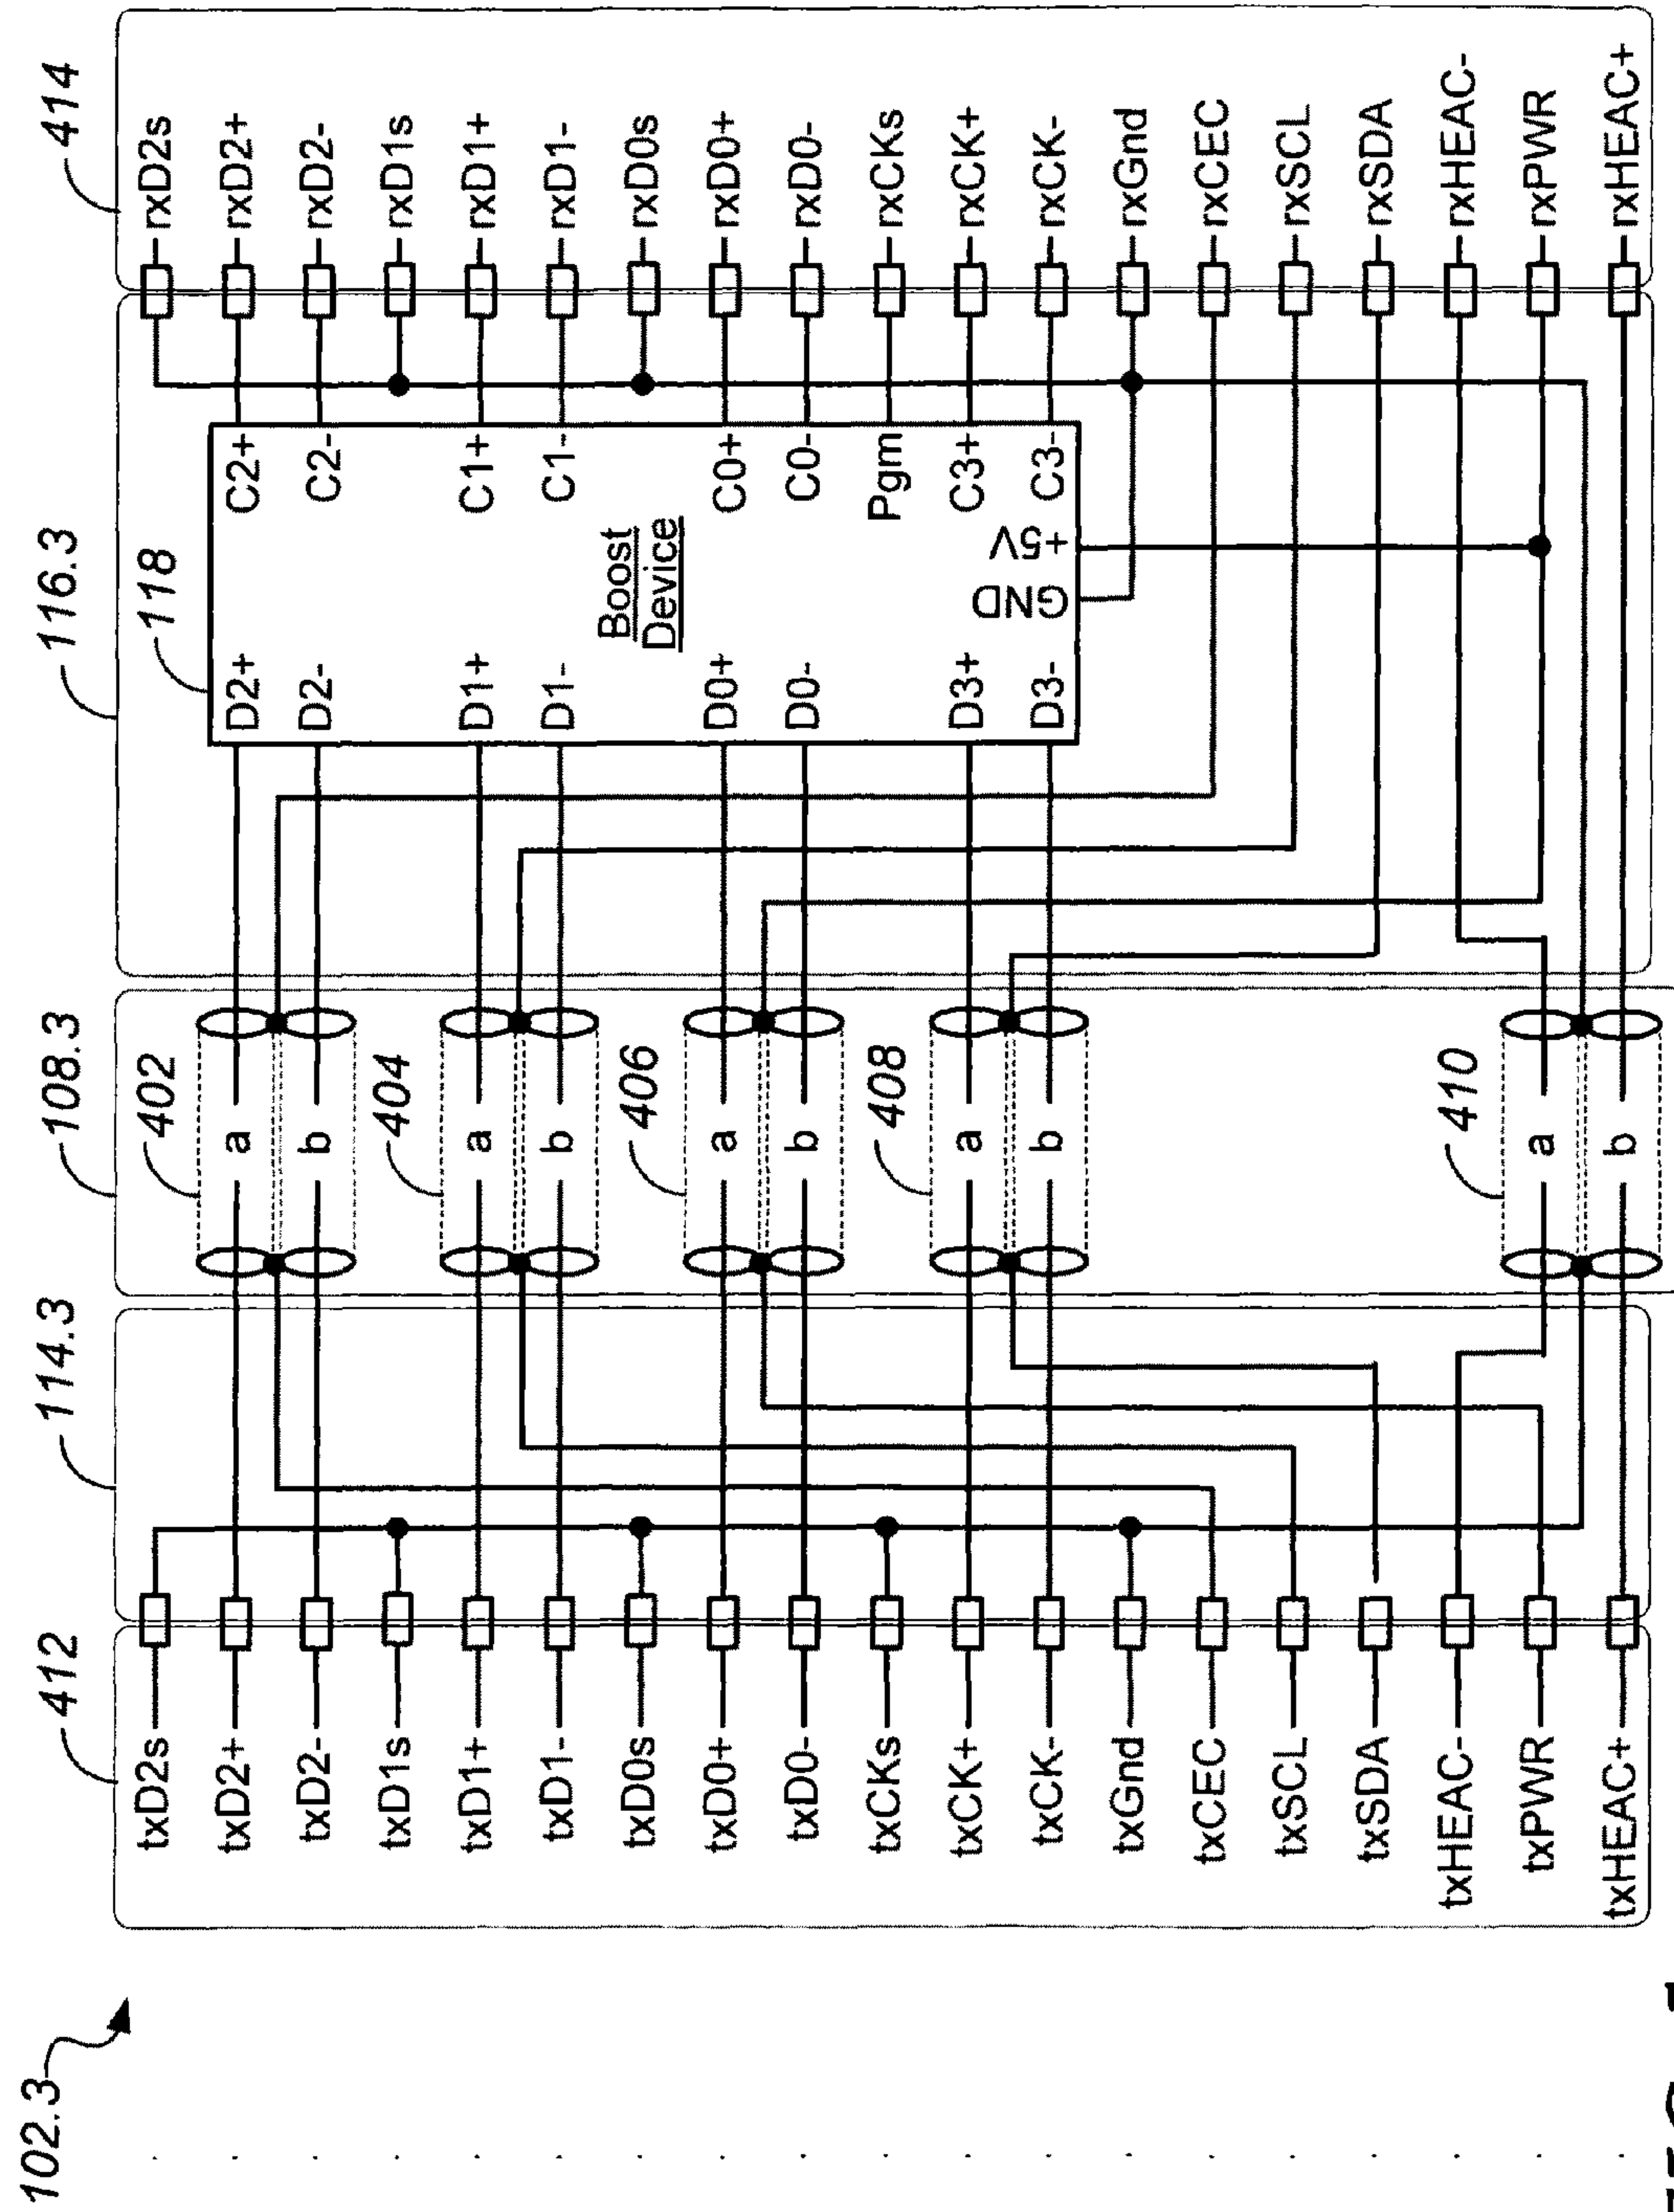 102.3
412
114.3
108.3
116.3
414
txD2s
txD2+
txD2-
txD1s
txD1+
txD1-
txD0s
txD0+
txD0-
txCKs
txCK+
txCK-
txGnd
txCEC
txSCL
txSDA
txHEAC-
txPWR
txHEAC+
402
a
b
404
a
b
406
a
b
408
a
b
410
a
b
118
D2+
D2-
D1+
D1-
D0+
D0-
D3+
D3-
Boost
Device
GND
+5V
C2+
C2-
C1+
C1-
C0+
C0-
Pgm
C3+
C3-
rxD2s
rxD2+
rxD2-
rxD1s
rxD1+
rxD1-
rxD0s
rxD0+
rxD0-
rxCKs
rxCK+
rxCK-
rxGnd
rxCEC
rxSCL
rxSDA
rxHEAC-
rxPWR
rxHEAC+